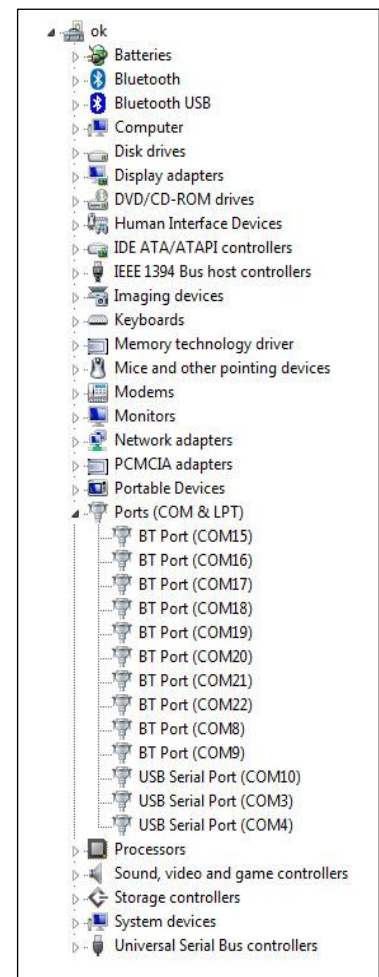 ok
Batteries
Bluetooth
Bluetooth USB
Computer
Disk drives
Display adapters
DVD/CD-ROM drives
Human Interface Devices
IDE ATA/ATAPI controllers
IEEE 1394 Bus host controllers
Imaging devices
Keyboards
Memory technology driver
Mice and other pointing devices
Modems
Monitors
Network adapters
PCMCIA adapters
Portable Devices
Ports (COM & LPT)
BT Port (COM15)
BT Port (COM16)
BT Port (COM17)
BT Port (COM18)
BT Port (COM19)
BT Port (COM20)
BT Port (COM21)
BT Port (COM22)
BT Port (COM8)
BT Port (COM9)
USB Serial Port (COM10)
USB Serial Port (COM3)
USB Serial Port (COM4)
Processors
Sound, video and game controllers
Storage controllers
System devices
Universal Serial Bus controllers